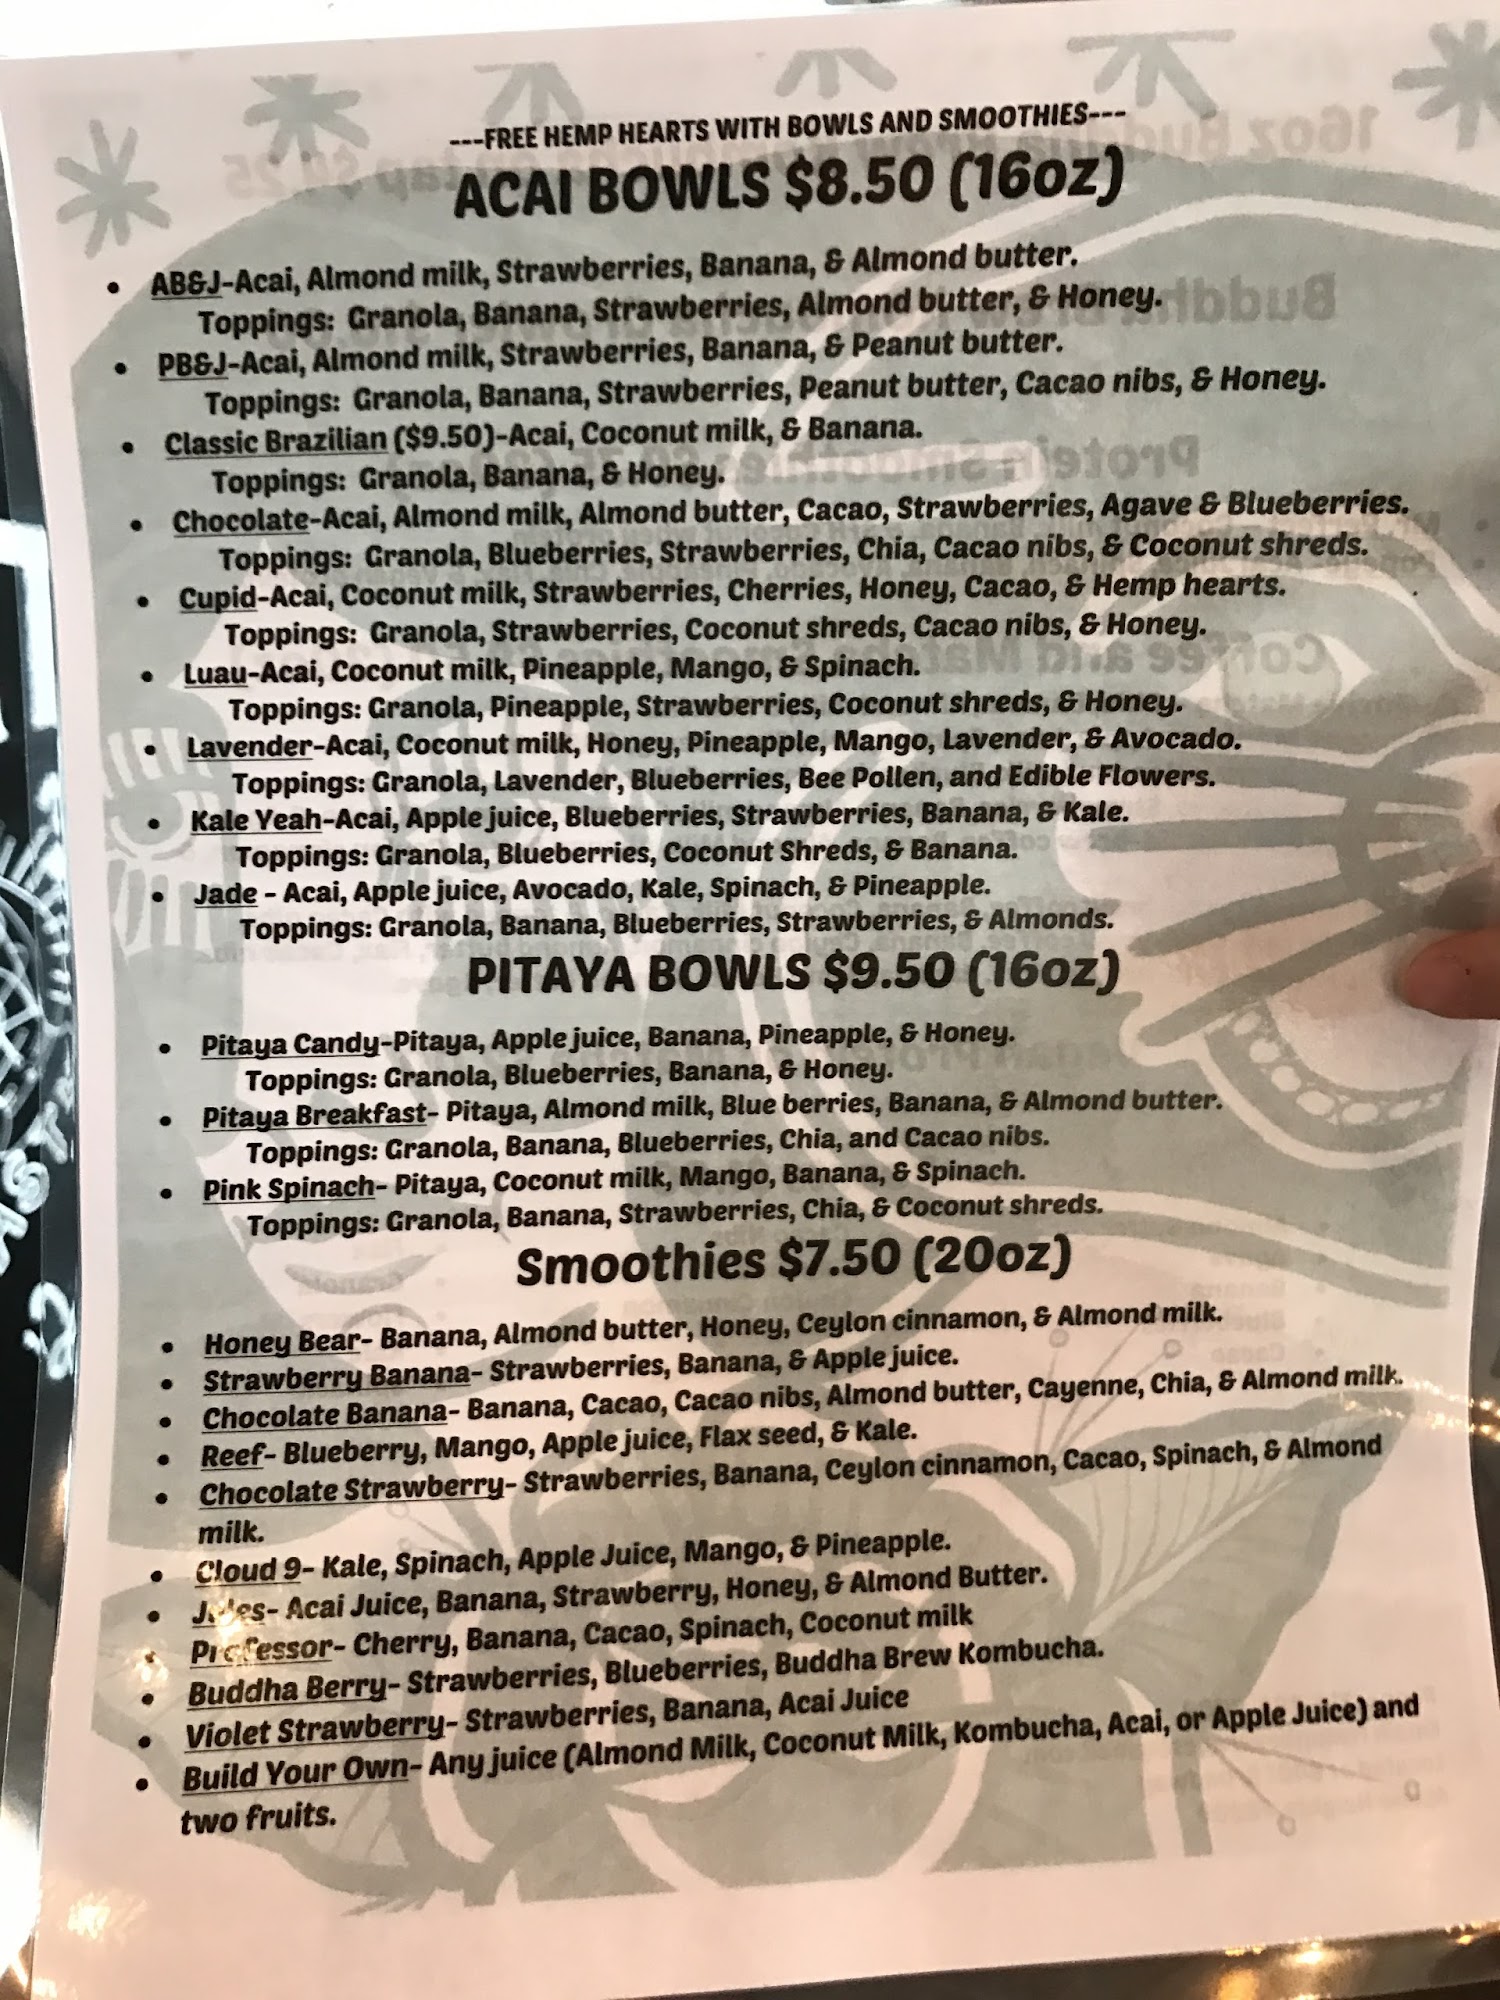 ---FREE HEMP HEARTS WITH BOWLS AND SMOOTHIES---
ACAI BOWLS $8.50 (16oz)
• AB&J-Acai, Almond milk, Strawberries, Banana, & Almond butter.
Toppings: Granola, Banana, Strawberries, Almond butter, & Honey.
• PB&J-Acai, Almond milk, Strawberries, Banana, & Peanut butter.
Toppings: Granola, Banana, Strawberries, Peanut butter, Cacao nibs, & Honey.
• Classic Brazilian ($9.50)-Acai, Coconut milk, & Banana.
Toppings: Granola, Banana, & Honey.
• Chocolate-Acai, Almond milk, Almond butter, Cacao, Strawberries, Agave & Blueberries.
Toppings: Granola, Blueberries, Strawberries, Chia, Cacao nibs, & Coconut shreds.
• Cupid-Acai, Coconut milk, Strawberries, Cherries, Honey, Cacao, & Hemp hearts.
Toppings: Granola, Strawberries, Coconut shreds, Cacao nibs, & Honey.
• Luau-Acai, Coconut milk, Pineapple, Mango, & Spinach.
Toppings: Granola, Pineapple, Strawberries, Coconut shreds, & Honey.
• Lavender-Acai, Coconut milk, Honey, Pineapple, Mango, Lavender, & Avocado.
Toppings: Granola, Lavender, Blueberries, Bee Pollen, and Edible Flowers.
• Kale Yeah-Acai, Apple juice, Blueberries, Strawberries, Banana, & Kale.
Toppings: Granola, Blueberries, Coconut Shreds, & Banana.
• Jade - Acai, Apple juice, Avocado, Kale, Spinach, & Pineapple.
Toppings: Granola, Banana, Blueberries, Strawberries, & Almonds.
PITAYA BOWLS $9.50 (16oz)
• Pitaya Candy-Pitaya, Apple juice, Banana, Pineapple, & Honey.
Toppings: Granola, Blueberries, Banana, & Honey.
• Pitaya Breakfast- Pitaya, Almond milk, Blue berries, Banana, & Almond butter.
Toppings: Granola, Banana, Blueberries, Chia, and Cacao nibs.
• Pink Spinach- Pitaya, Coconut milk, Mango, Banana, & Spinach.
Toppings: Granola, Banana, Strawberries, Chia, & Coconut shreds.
Smoothies $7.50 (20oz)
• Honey Bear- Banana, Almond butter, Honey, Ceylon cinnamon, & Almond milk.
• Strawberry Banana- Strawberries, Banana, & Apple juice.
• Chocolate Banana- Banana, Cacao, Cacao nibs, Almond butter, Cayenne, Chia, & Almond milk.
• Reef- Blueberry, Mango, Apple juice, Flax seed, & Kale.
• Chocolate Strawberry- Strawberries, Banana, Ceylon cinnamon, Cacao, Spinach, & Almond
milk.
• Cloud 9- Kale, Spinach, Apple Juice, Mango, & Pineapple.
• Acai Juice, Banana, Strawberry, Honey, & Almond Butter.
• Professor- Cherry, Banana, Cacao, Spinach, Coconut milk
• Buddha Berry- Strawberries, Blueberries, Buddha Brew Kombucha.
• Violet Strawberry- Strawberries, Banana, Acai Juice
• Build Your Own- Any juice (Almond Milk, Coconut Milk, Kombucha, Acai, or Apple Juice) and
two fruits.